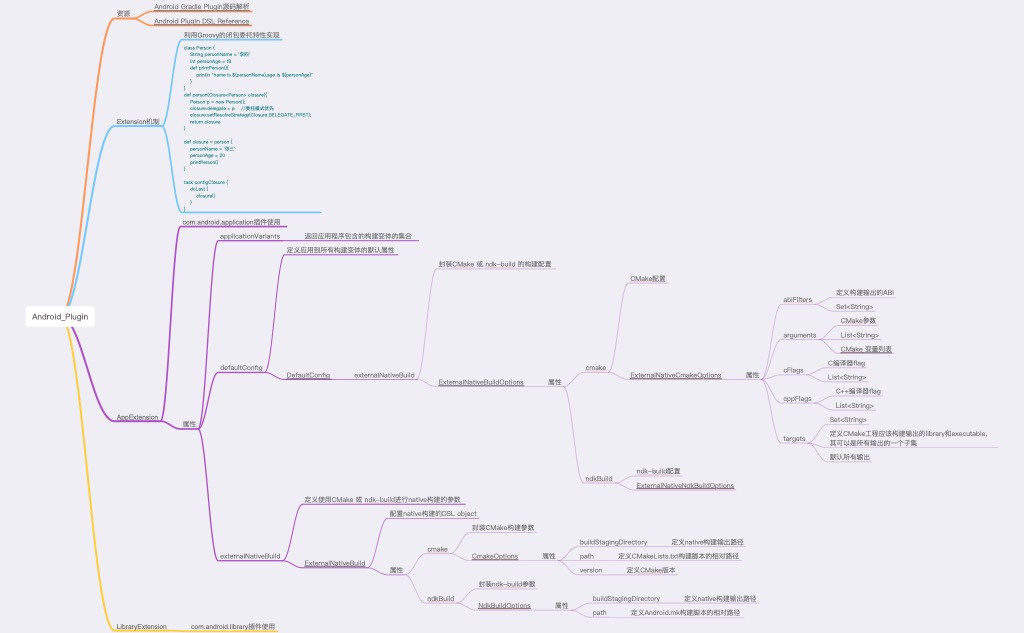 资源
Android Gradle Plugin源码解析
Android Plugin DSL Reference
Extension机制
利用Groovy的闭包委托特性实现
class Person {
String personName = '李四'
int personAge = 18
def printPerson(){
println "name is ${personName},age is ${personAge}"
}
}
def person(Closure<Person> closure){
Person p = new Person();
closure.delegate = p //委托模式优先
closure.setResolveStrategy(Closure.DELEGATE_FIRST);
return closure
}
def closure = person {
personName = '张三'
personAge = 20
printPerson()
}
task configClosure {
doLast {
closure()
}
}
Android_Plugin
AppExtension
com.android.application插件使用
属性
applicationVariants
返回应用程序包含的构建变体的集合
defaultConfig
定义应用到所有构建变体的默认属性
DefaultConfig
externalNativeBuild
封装CMake 或 ndk-build 的构建配置
ExternalNativeBuildOptions
属性
cmake
CMake配置
ExternalNativeCmakeOptions
属性
abiFilters
定义构建输出的ABI
Set<String>
arguments
CMake参数
List<String>
CMake 变量列表
cFlags
C编译器flag
List<String>
cppFlags
C++编译器flag
List<String>
targets
Set<String>
定义CMake工程应该构建输出的library和executable,
其可以是所有输出的一个子集
默认所有输出
ndkBuild
ndk-build配置
ExternalNativeNdkBuildOptions
externalNativeBuild
定义使用CMake 或 ndk-build进行native构建的参数
ExternalNativeBuild
配置native构建的DSL object
属性
cmake
封装CMake构建参数
CmakeOptions
属性
buildStagingDirectory
定义native构建输出路径
path
定义CMakeLists.txt构建脚本的相对路径
version
定义CMake版本
ndkBuild
封装ndk-build参数
NdkBuildOptions
属性
buildStagingDirectory
定义native构建输出路径
path
定义Android.mk构建脚本的相对路径
LibraryExtension
com.android.library插件使用